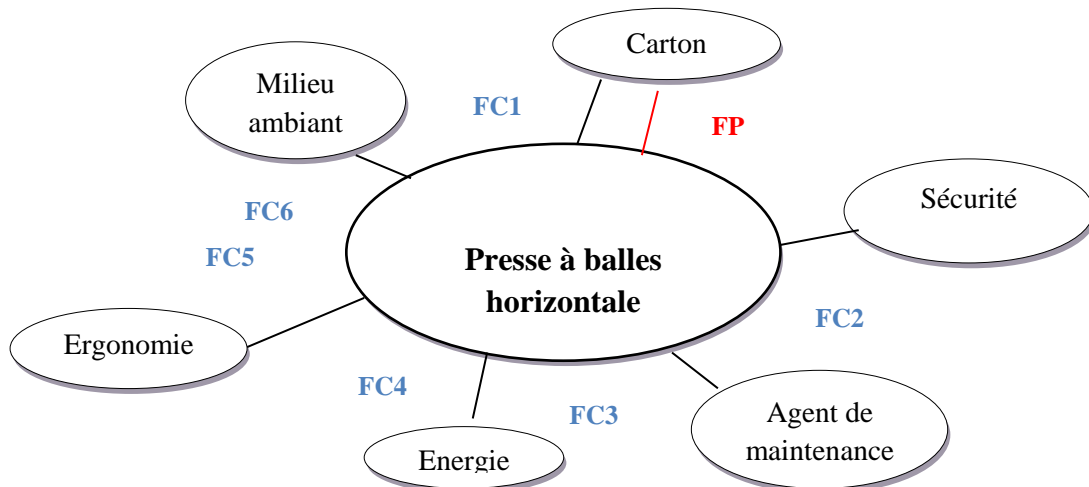 Carton
Milieu
ambiant
FC1
FP
Sécurité
FC6
FC5
Presse à balles
horizontale
FC2
Ergonomie
FC4
FC3
Agent de
maintenance
Energie